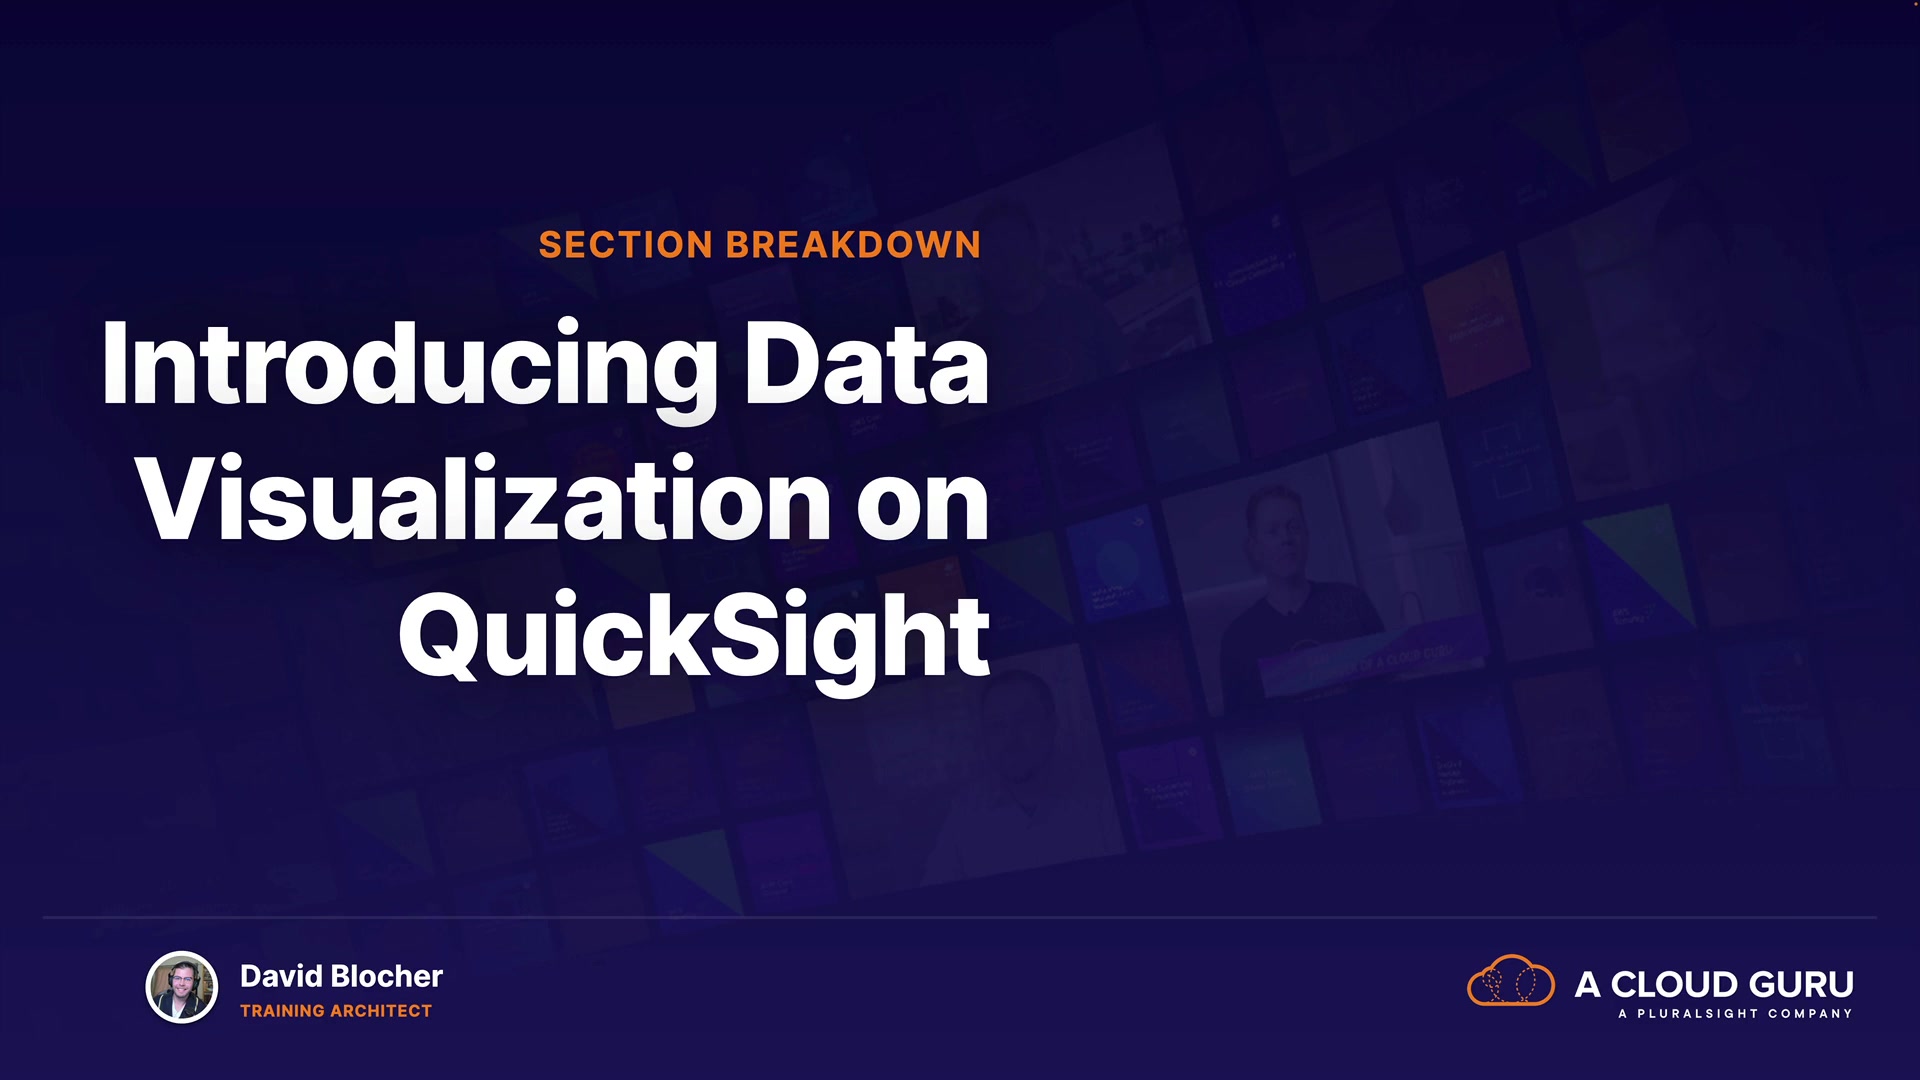 SECTION BREAKDOWN
Introducing Data
Visualization on
QuickSight
David Blocher
TRAINING ARCHITECT
A CLOUD GURU
A PLURALSIGHT COMPANY